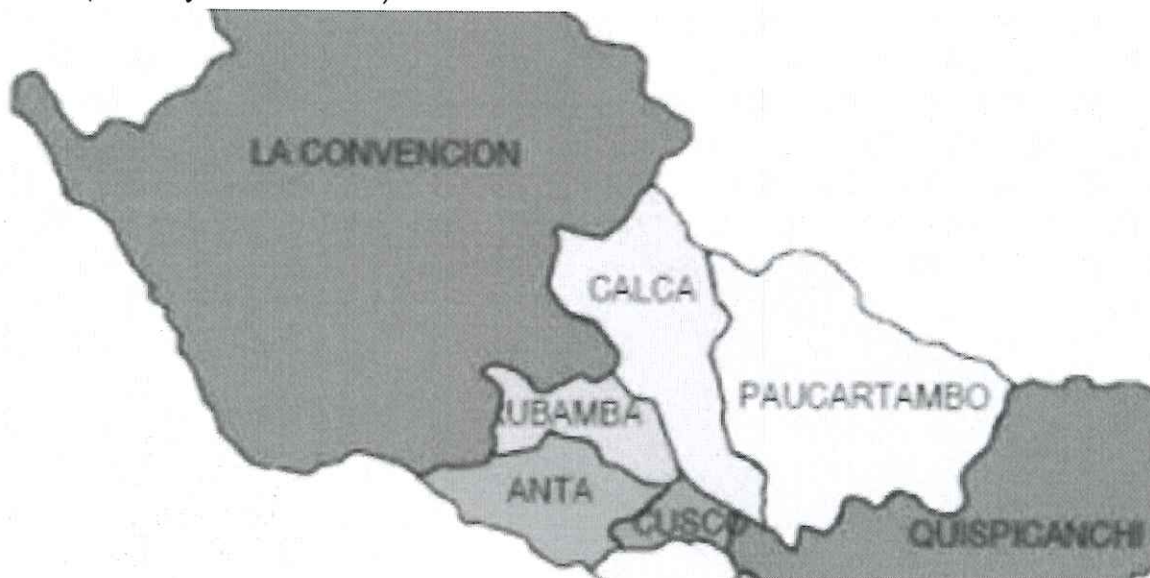 LA CONVENCION
CALCA
PAUCARTAMBO
UBAMBA
ANTA
CUSCO
QUISPICANCHI